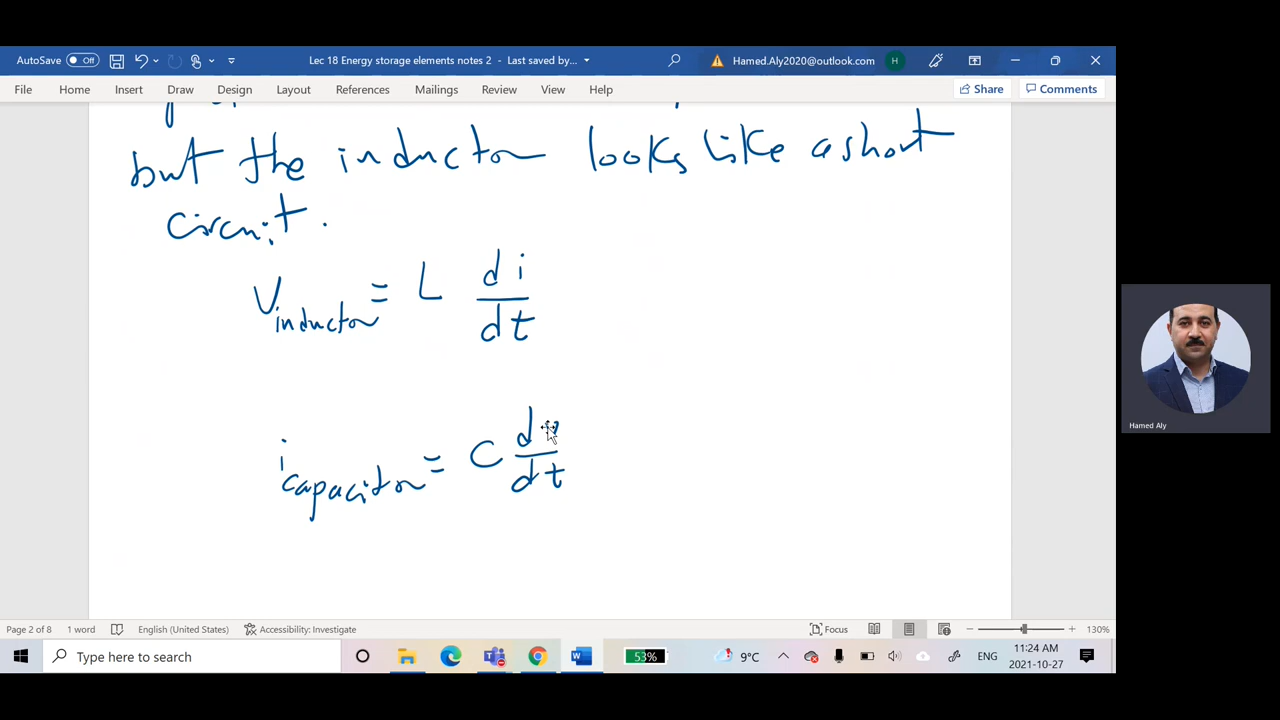 AutoSave Off Lec 18 Energy storage elements notes 2 - Last saved by... Hamed.Aly2020@outlook.com H
File Home Insert Draw Design Layout References Mailings Review View Help Share Comments
but the inductor looks like a short
circuit.
V inductor = L di/dt
i capacitor = C d /dt
Hamed Aly
Page 2 of 8 1 word English (United States) Accessibility: Investigate Focus 130%
Type here to search 53% 9°C ENG 11:24 AM
2021-10-27